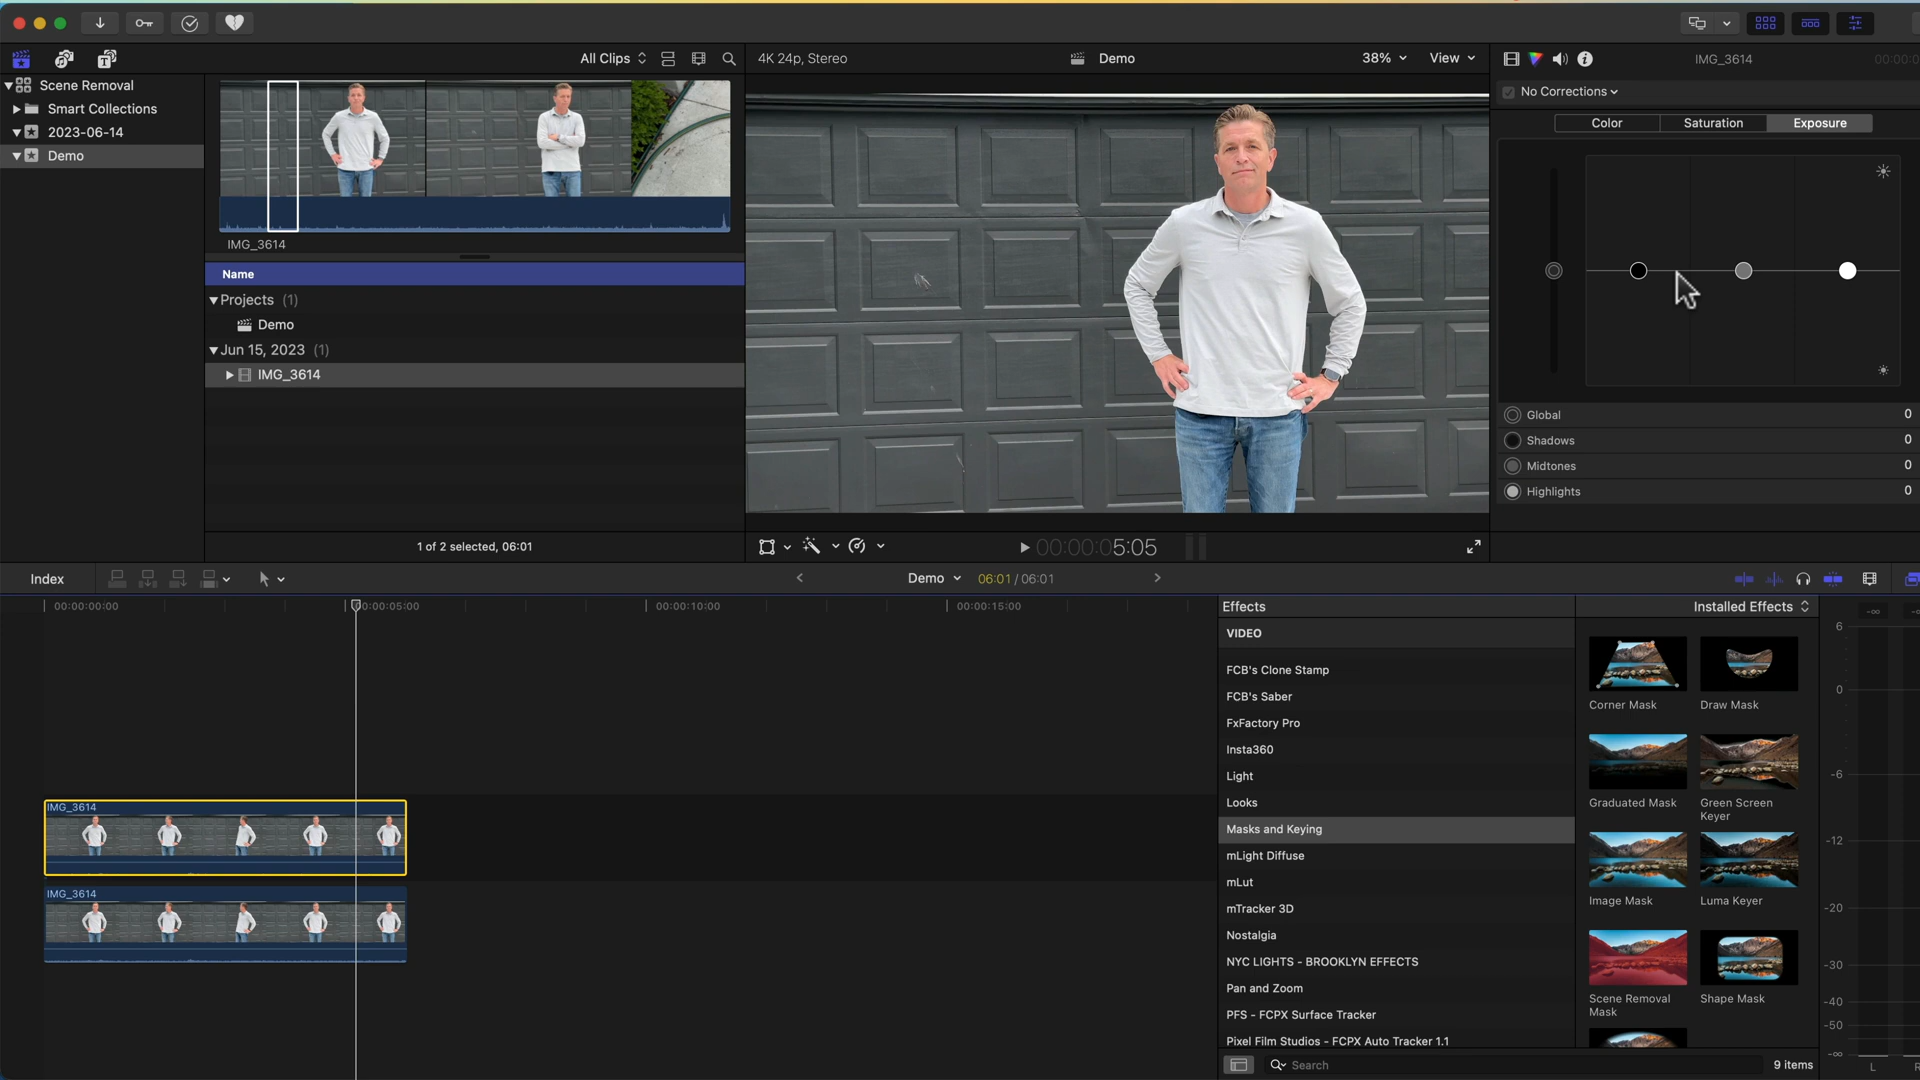 All Clips
4K 24p, Stereo
Demo
38%
View
IMG_3614
00:00:0
Scene Removal
Smart Collections
2023-06-14
Demo
No Corrections
Color
Saturation
Exposure
IMG_3614
Name
Projects (1)
Demo
Jun 15, 2023 (1)
IMG_3614
Global 0
Shadows 0
Midtones 0
Highlights 0
1 of 2 selected, 06:01
00:00:05:05
Index
Demo
06:01 / 06:01
00:00:00:00
00:00:05:00
00:00:10:00
00:00:15:00
IMG_3614
IMG_3614
Effects
Installed Effects
VIDEO
FCB's Clone Stamp
FCB's Saber
FxFactory Pro
Insta360
Light
Looks
Masks and Keying
mLight Diffuse
mLut
mTracker 3D
Nostalgia
NYC LIGHTS - BROOKLYN EFFECTS
Pan and Zoom
PFS - FCPX Surface Tracker
Pixel Film Studios - FCPX Auto Tracker 1.1
Corner Mask
Draw Mask
Graduated Mask
Green Screen
Keyer
Image Mask
Luma Keyer
Scene Removal
Mask
Shape Mask
Search
9 items
-∞
6
0
-6
-12
-20
-30
-40
-50
-∞
L